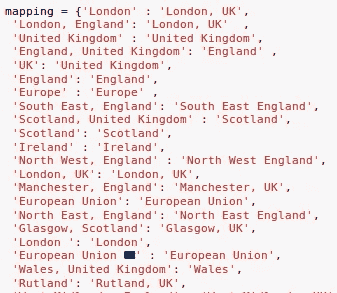 mapping = {'London' : 'London, UK',
'London, England': 'London, UK'  ,
'United Kingdom' : 'United Kingdom',
'England, United Kingdom': 'England' ,
'UK': 'United Kingdom',
'England': 'England',
'Europe' : 'Europe' ,
'South East, England': 'South East England',
'Scotland, United Kingdom' : 'Scotland',
'Scotland': 'Scotland',
'Ireland' : 'Ireland',
'North West, England' : 'North West England',
'London, UK': 'London, UK',
'Manchester, England': 'Manchester, UK',
'European Union': 'European Union',
'North East, England': 'North East England',
'Glasgow, Scotland': 'Glasgow, UK',
'London ': 'London',
'European Union ' : 'European Union',
'Wales, United Kingdom': 'Wales',
'Rutland': 'Rutland, UK',